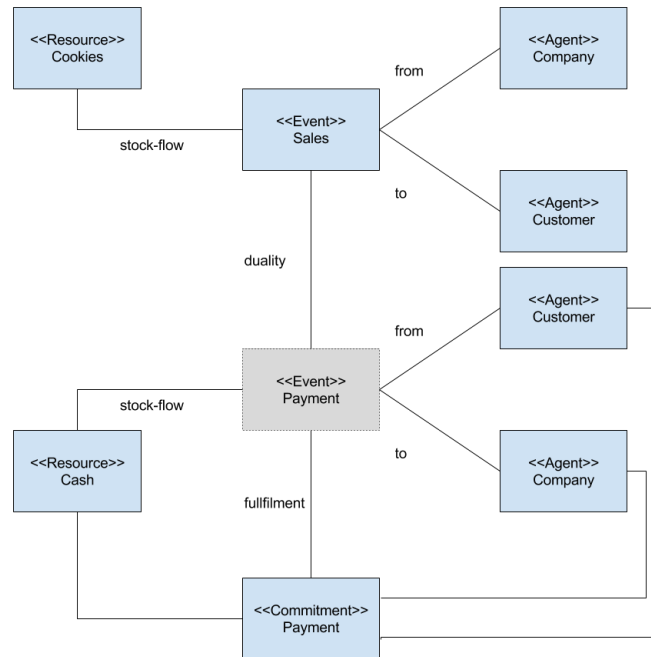 <<Resource>>
Cookies
<<Agent>>
Company
from
<<Event>>
Sales
stock-flow
to
<<Agent>>
Customer
duality
<<Agent>>
Customer
from
<<Event>>
Payment
stock-flow
to
<<Resource>>
Cash
<<Agent>>
Company
fullfilment
<<Commitment>>
Payment